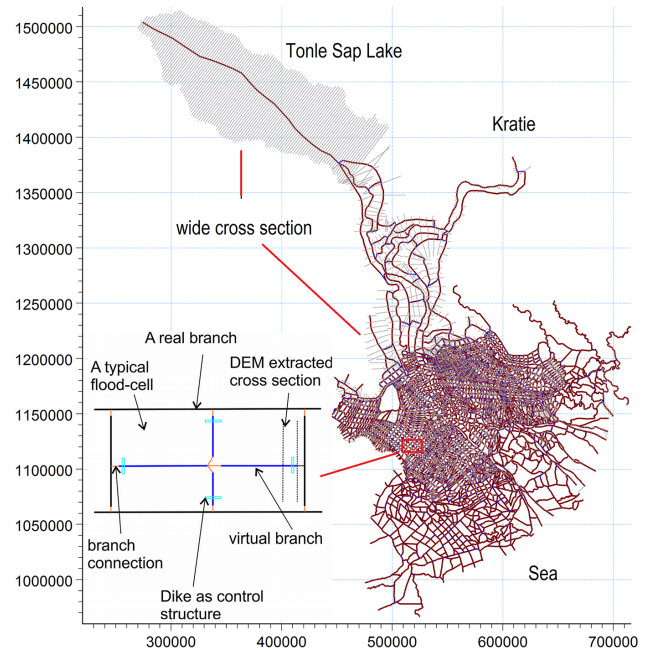 1500000
Tonle Sap Lake
1450000
1400000
Kratie
1350000
wide cross section
1300000
1250000
1200000
A real branch
A typical
flood-cell
DEM extracted
cross section
1150000
1100000
1050000
branch
connection
virtual branch
Dike as control
structure
1000000
Sea
300000
400000
500000
600000
700000